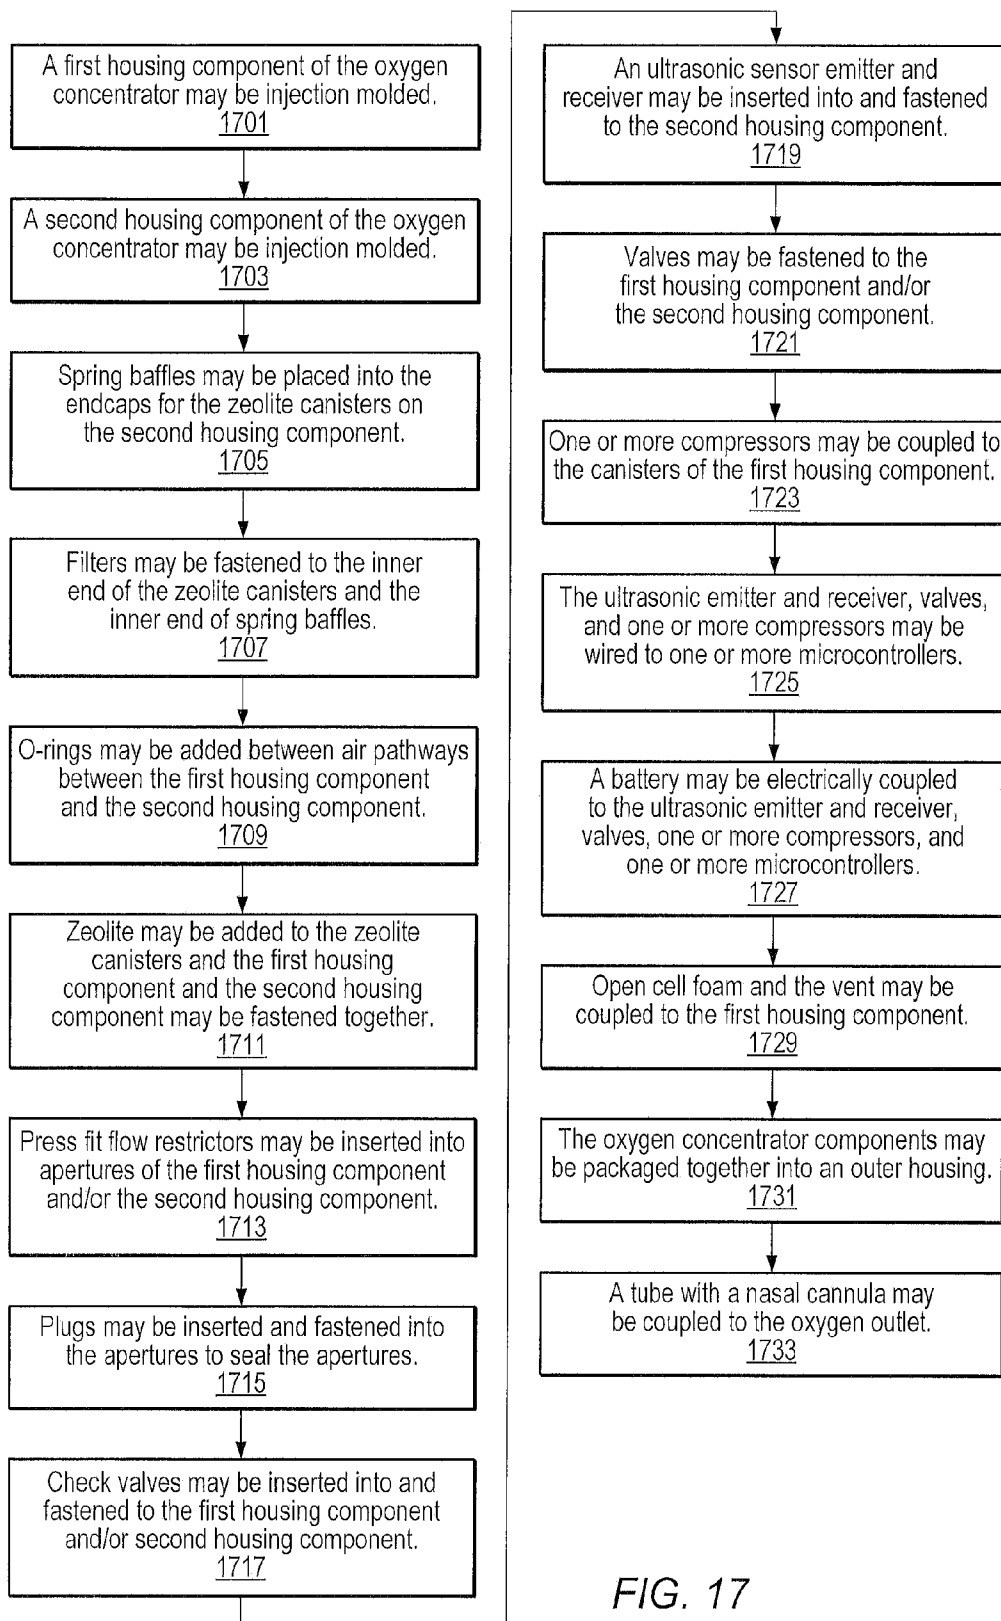 A first housing component of the oxygen
concentrator may be injection molded.
1701
A second housing component of the oxygen
concentrator may be injection molded.
1703
Spring baffles may be placed into the
endcaps for the zeolite canisters on
the second housing component.
1705
Filters may be fastened to the inner
end of the zeolite canisters and the
inner end of spring baffles.
1707
O-rings may be added between air pathways
between the first housing component
and the second housing component.
1709
Zeolite may be added to the zeolite
canisters and the first housing
component and the second housing
component may be fastened together.
1711
Press fit flow restrictors may be inserted into
apertures of the first housing component
and/or the second housing component.
1713
Plugs may be inserted and fastened into
the apertures to seal the apertures.
1715
Check valves may be inserted into and
fastened to the first housing component
and/or second housing component.
1717
An ultrasonic sensor emitter and
receiver may be inserted into and fastened
to the second housing component.
1719
Valves may be fastened to the
first housing component and/or
the second housing component.
1721
One or more compressors may be coupled to
the canisters of the first housing component.
1723
The ultrasonic emitter and receiver, valves,
and one or more compressors may be
wired to one or more microcontrollers.
1725
A battery may be electrically coupled
to the ultrasonic emitter and receiver,
valves, one or more compressors, and
one or more microcontrollers.
1727
Open cell foam and the vent may be
coupled to the first housing component.
1729
The oxygen concentrator components may
be packaged together into an outer housing.
1731
A tube with a nasal cannula may
be coupled to the oxygen outlet.
1733
FIG. 17